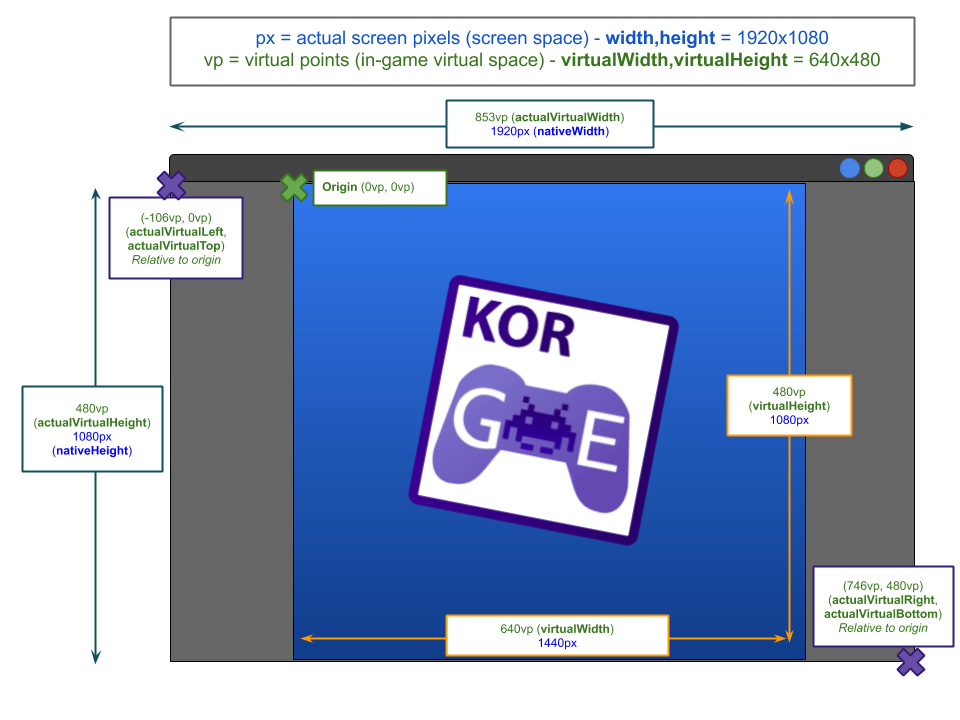 px = actual screen pixels (screen space) - width,height = 1920x1080
vp = virtual points (in-game virtual space) - virtualWidth,virtualHeight = 640x480
853vp (actualVirtualWidth)
1920px (nativeWidth)
Origin (0vp, 0vp)
(-106vp, 0vp)
(actualVirtualLeft,
actualVirtualTop)
Relative to origin
KOR
G E
480vp
(actualVirtualHeight)
1080px
(nativeHeight)
480vp
(virtualHeight)
1080px
(746vp, 480vp)
(actualVirtualRight,
actualVirtualBottom)
Relative to origin
640vp (virtualWidth)
1440px